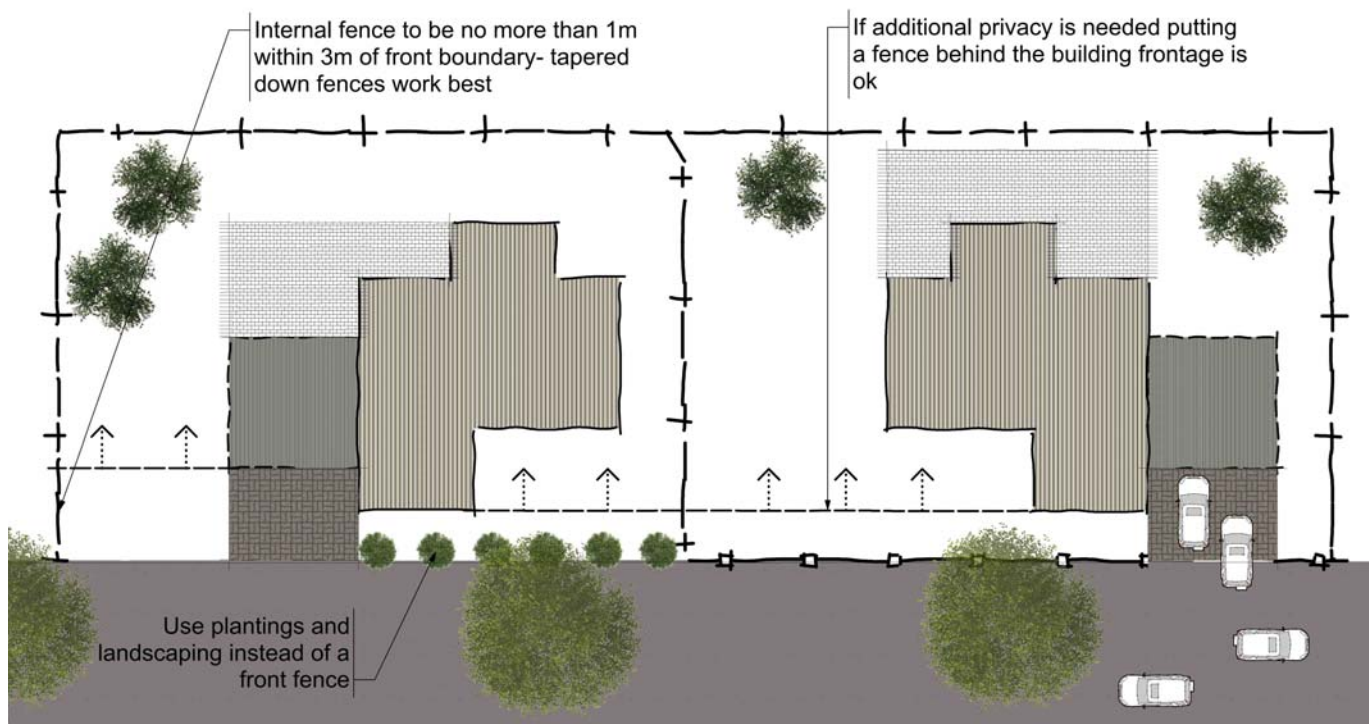 Internal fence to be no more than 1m
within 3m of front boundary- tapered
down fences work best
If additional privacy is needed putting
a fence behind the building frontage is
ok
Use plantings and
landscaping instead of a
front fence